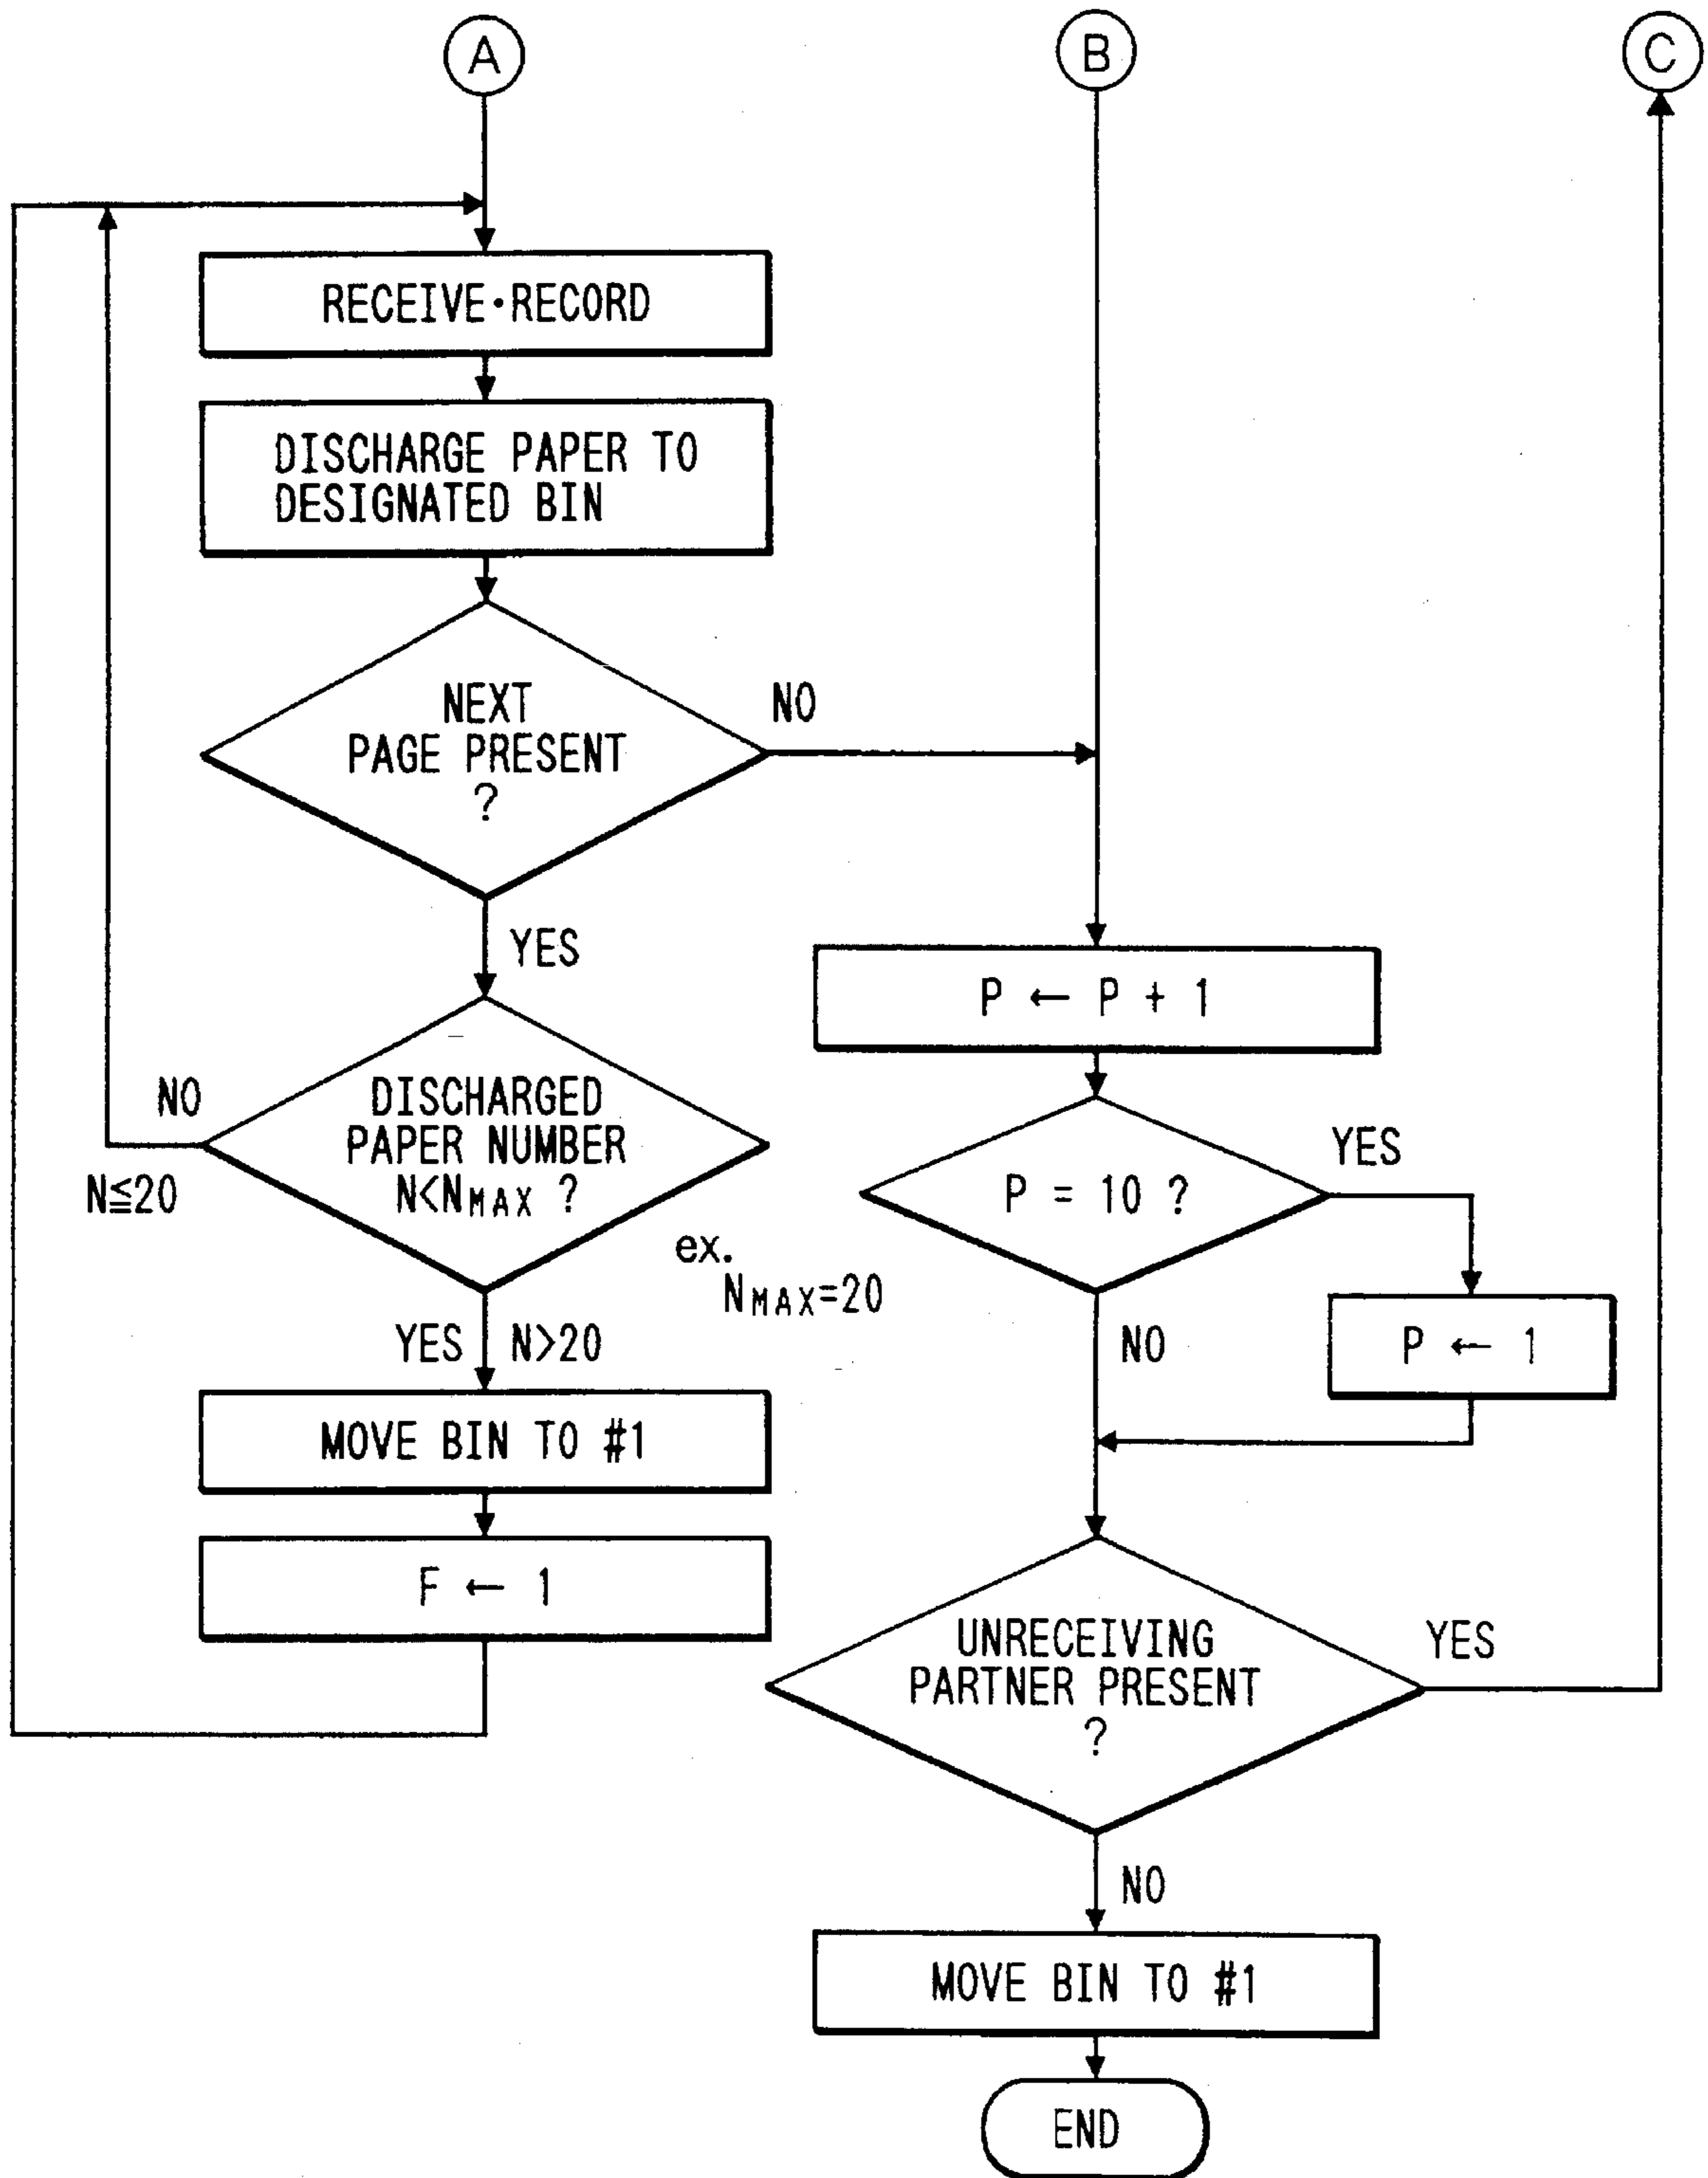 A
B
C
RECEIVE·RECORD
DISCHARGE PAPER TO
DESIGNATED BIN
NEXT
PAGE PRESENT
?
NO
YES
DISCHARGED
PAPER NUMBER
N<NMAX ?
NO
N≦20
ex.
NMAX=20
YES N>20
MOVE BIN TO #1
F ← 1
P ← P + 1
P = 10 ?
YES
P ← 1
NO
UNRECEIVING
PARTNER PRESENT
?
YES
NO
MOVE BIN TO #1
END